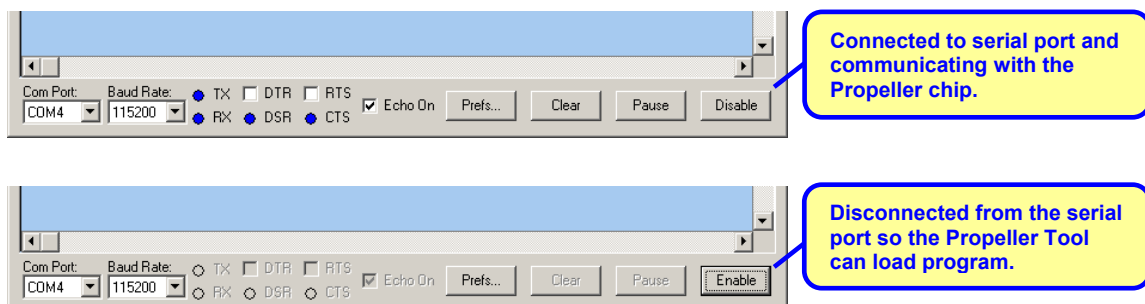 Connected to serial port and
communicating with the
Propeller chip.
Com Port: Baud Rate: TX DTR RTS
COM4 115200 RX DSR CTS Echo On Prefs... Clear Pause Disable
Disconnected from the serial
port so the Propeller Tool
can load program.
Com Port: Baud Rate: TX DTR RTS
COM4 115200 RX DSR CTS Echo On Prefs... Clear Pause Enable